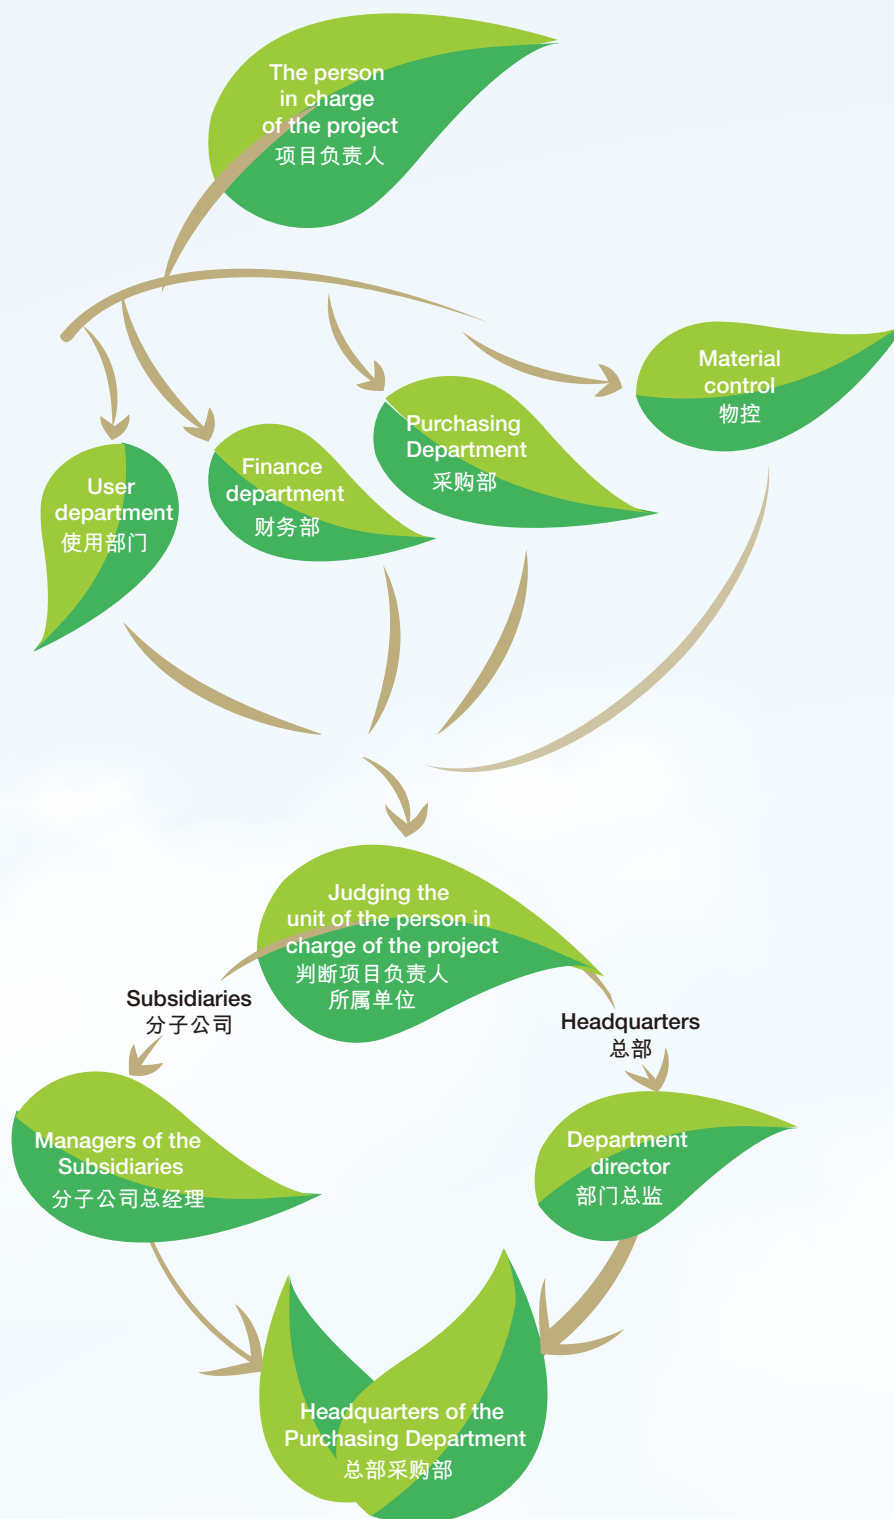 The person
in charge
of the project
项目负责人
Material
control
物控
Purchasing
Department
采购部
Finance
department
财务部
User
department
使用部门
Judging the
unit of the person in
charge of the project
判断项目负责人
所属单位
Subsidiaries
分子公司
Headquarters
总部
Managers of the
Subsidiaries
分子公司总经理
Department
director
部门总监
Headquarters of the
Purchasing Department
总部采购部